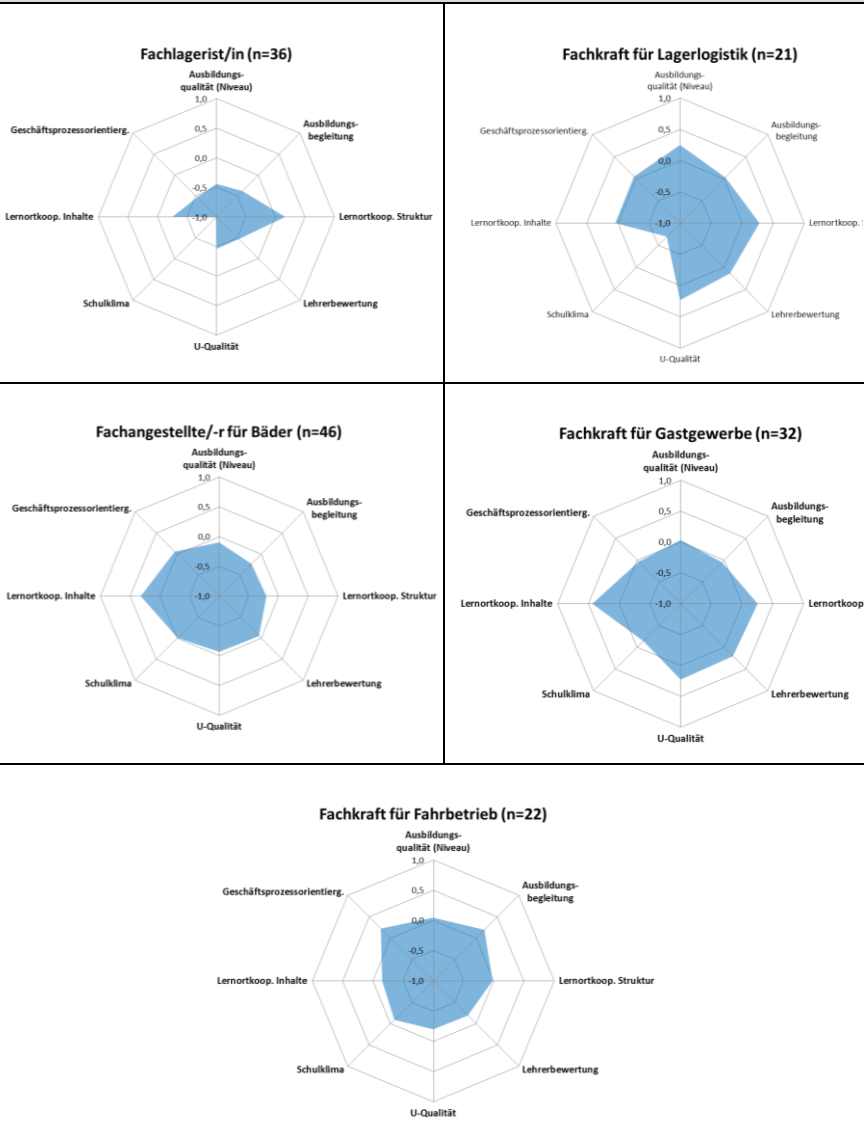 Fachlagerist/in (n=36)
Ausbildungs-
qualität (Niveau)
1,0
Ausbildungs-
begleitung
Geschäftsprozessorientierg.
0,5
0,0
-0,5
Lernortkoop. Inhalte
-1,0
Lernortkoop. Struktur
Schulklima
Lehrerbewertung
U-Qualität
Fachkraft für Lagerlogistik (n=21)
Ausbildungs-
qualität (Niveau)
1,0
Ausbildungs-
begleitung
Geschäftsprozessorientierg.
0,5
0,0
-0,5
Lernortkoop. Inhalte
-1,0
Lernortkoop.
Schulklima
Lehrerbewertung
U-Qualität
Fachangestellte/-r für Bäder (n=46)
Ausbildungs-
qualität (Niveau)
1,0
Ausbildungs-
begleitung
Geschäftsprozessorientierg.
0,5
0,0
-0,5
Lernortkoop. Inhalte
-1,0
Lernortkoop. Struktur
Schulklima
Lehrerbewertung
U-Qualität
Fachkraft für Gastgewerbe (n=32)
Ausbildungs-
qualität (Niveau)
1,0
Ausbildungs-
begleitung
Geschäftsprozessorientierg.
0,5
0,0
-0,5
Lernortkoop. Inhalte
-1,0
Lernortkoop
Schulklima
Lehrerbewertung
U-Qualität
Fachkraft für Fahrbetrieb (n=22)
Ausbildungs-
qualität (Niveau)
1,0
Ausbildungs-
begleitung
Geschäftsprozessorientierg.
0,5
0,0
-0,5
Lernortkoop. Inhalte
-1,0
Lernortkoop. Struktur
Schulklima
Lehrerbewertung
U-Qualität